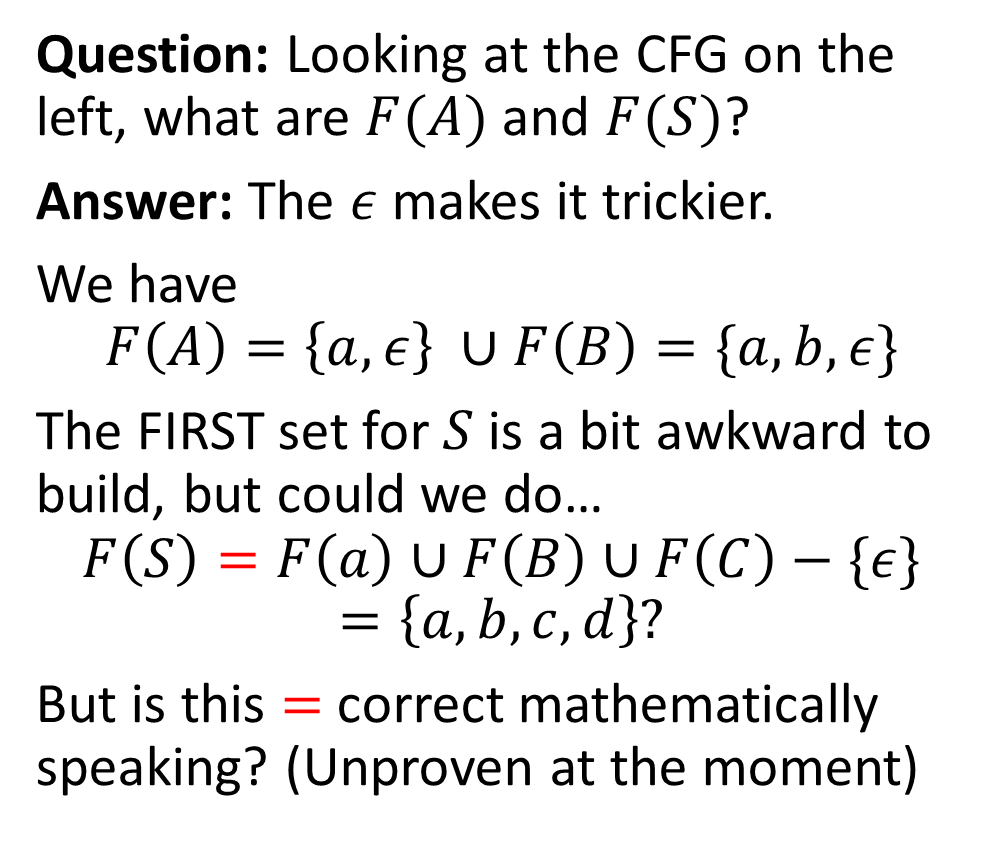 Question: Looking at the CFG on the
left, what are F(A) and F(S)?
Answer: The ϵ makes it trickier.
We have
F(A) = {a, ϵ} ∪ F(B) = {a, b, ϵ}
The FIRST set for S is a bit awkward to
build, but could we do…
F(S) = F(a) ∪ F(B) ∪ F(C) − {ϵ}
= {a, b, c, d}?
But is this = correct mathematically
speaking? (Unproven at the moment)